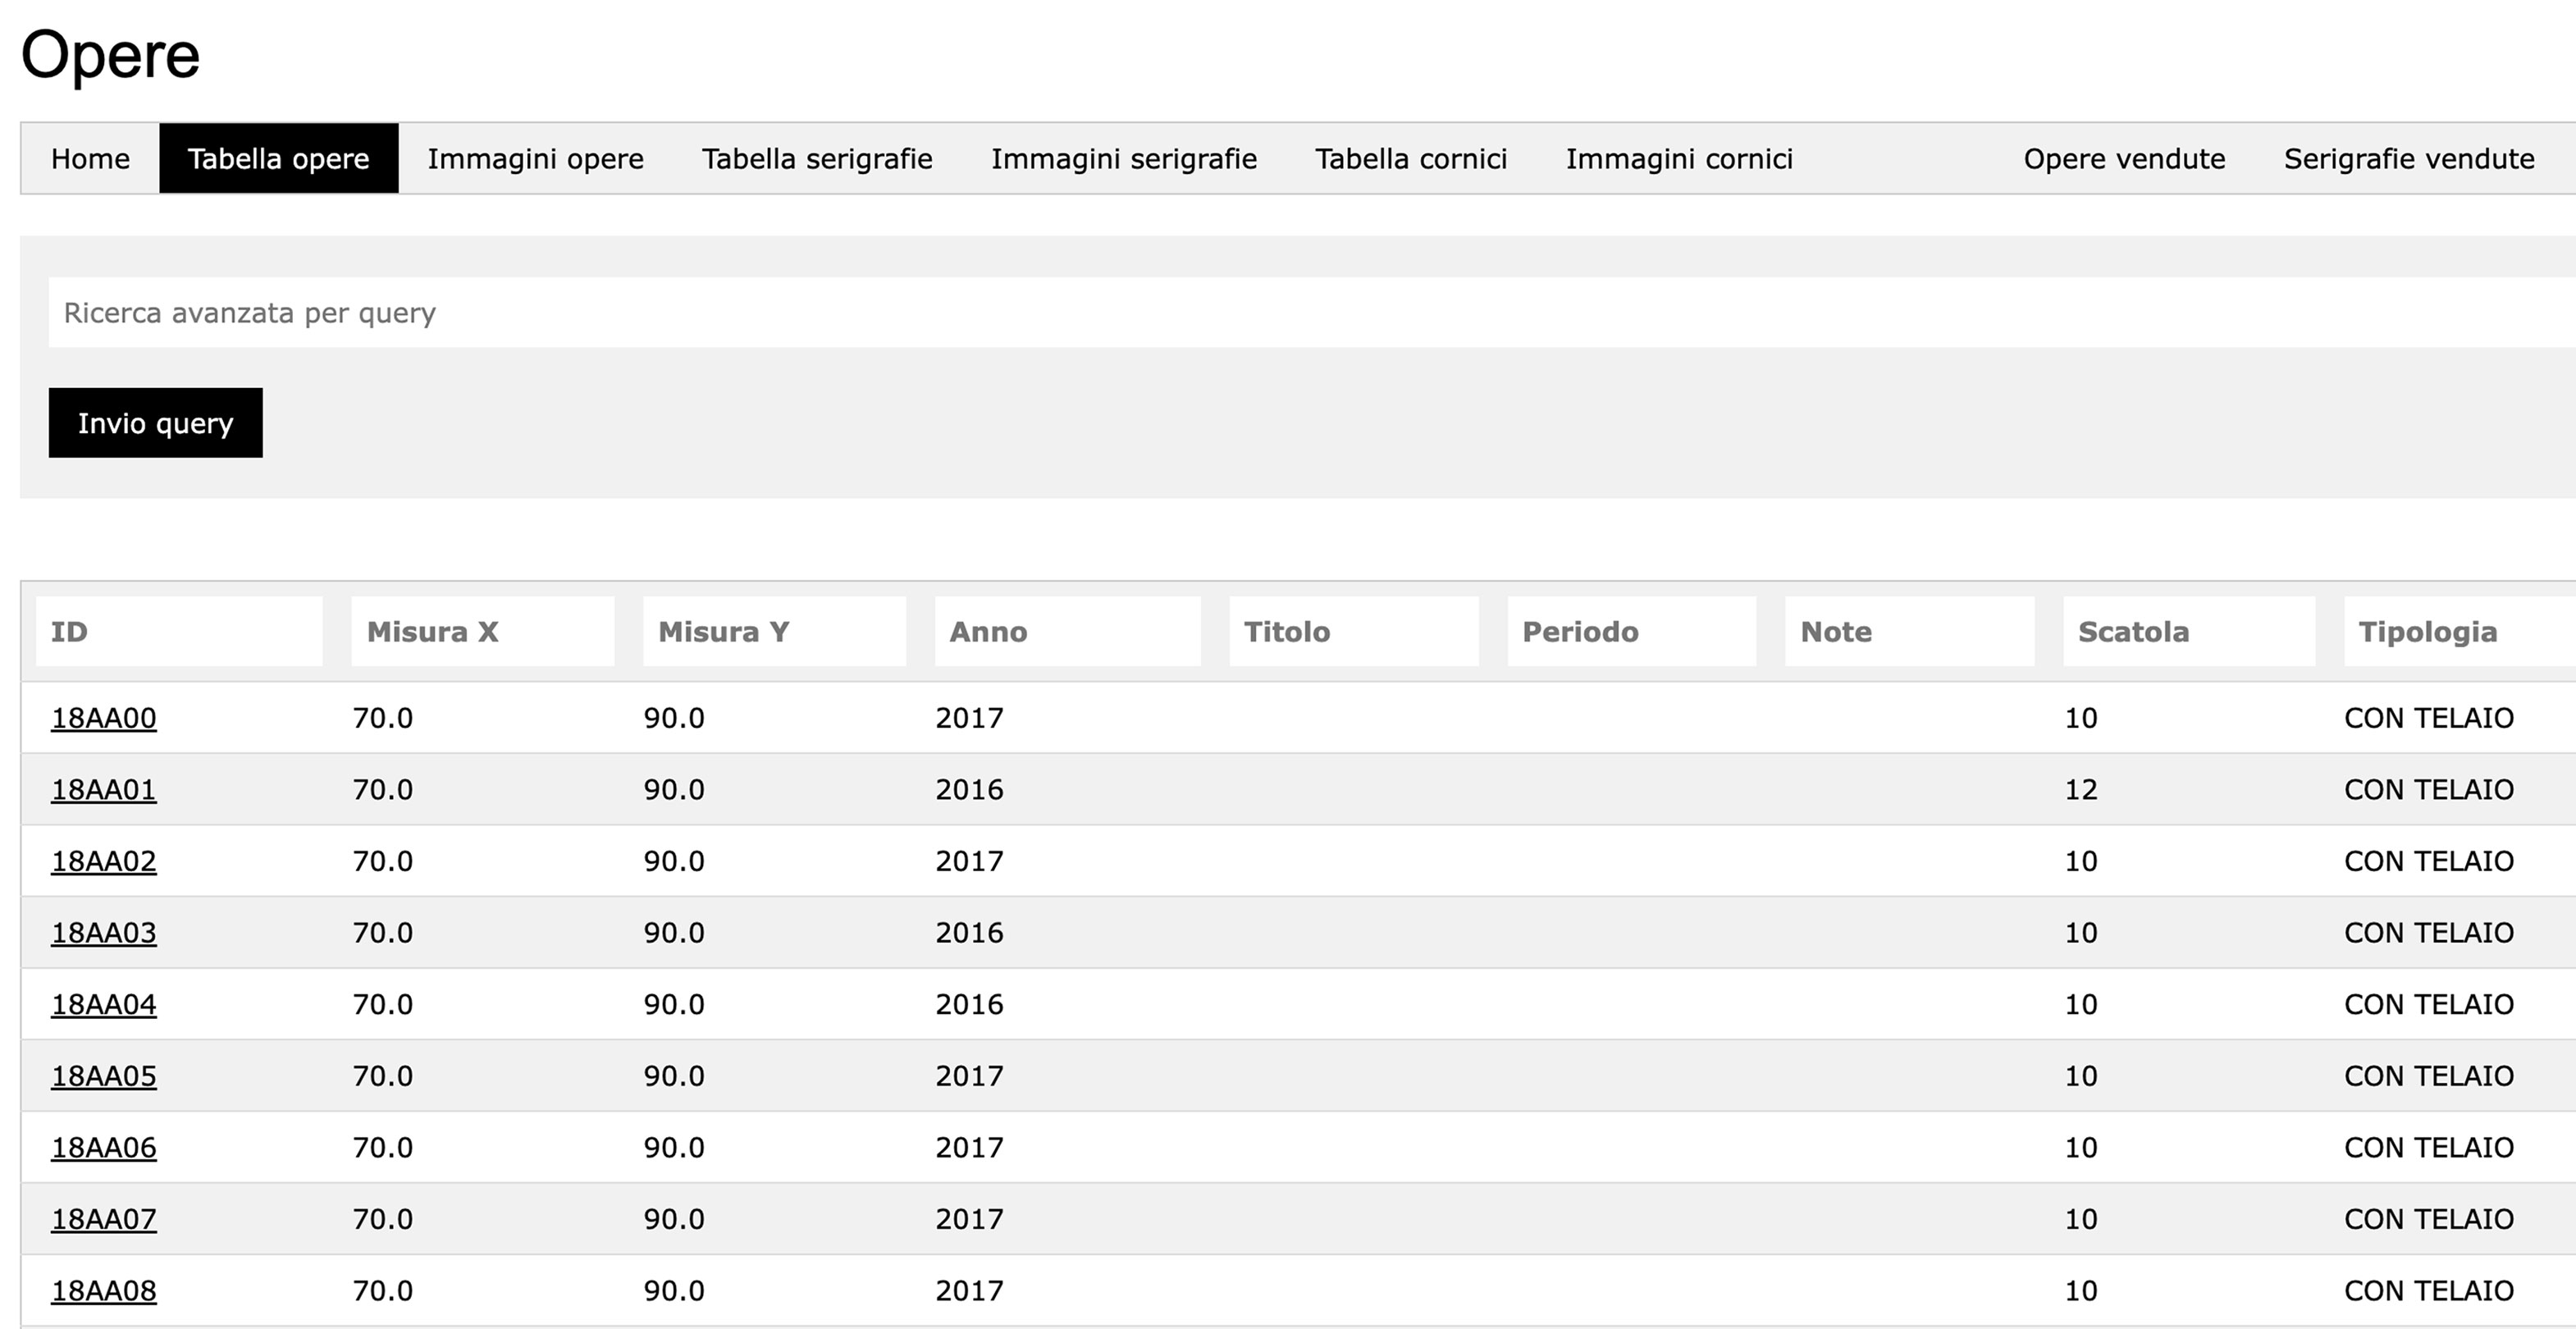 Opere
Home Tabella opere Immagini opere Tabella serigrafie Immagini serigrafie Tabella cornici Immagini cornici Opere vendute Serigrafie vendute
Ricerca avanzata per query
Invio query
ID Misura X Misura Y Anno Titolo Periodo Note Scatola Tipologia
18AA00 70.0 90.0 2017 10 CON TELAIO
18AA01 70.0 90.0 2016 12 CON TELAIO
18AA02 70.0 90.0 2017 10 CON TELAIO
18AA03 70.0 90.0 2016 10 CON TELAIO
18AA04 70.0 90.0 2016 10 CON TELAIO
18AA05 70.0 90.0 2017 10 CON TELAIO
18AA06 70.0 90.0 2017 10 CON TELAIO
18AA07 70.0 90.0 2017 10 CON TELAIO
18AA08 70.0 90.0 2017 10 CON TELAIO